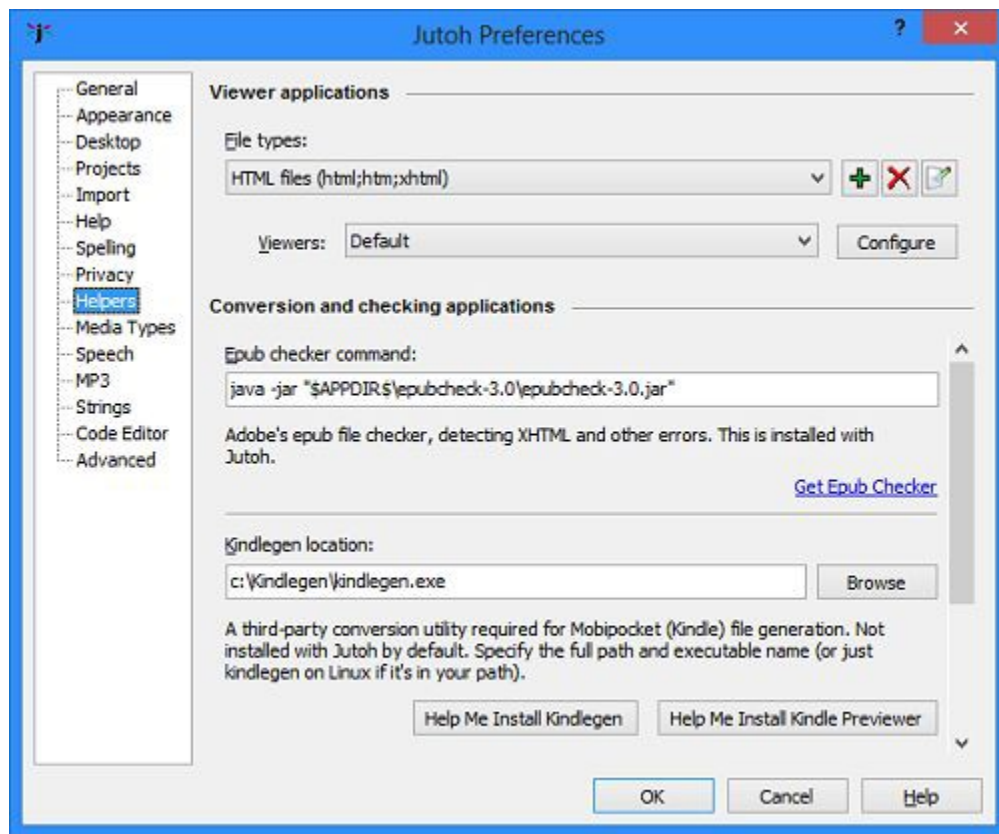 Jutoh Preferences
?
General
Appearance
Desktop
Projects
Import
Help
Spelling
Privacy
Helpers
Media Types
Speech
MP3
Strings
Code Editor
Advanced
Viewer applications
File types:
HTML files (html;htm;xhtml)
Viewers:
Default
Configure
Conversion and checking applications
Epub checker command:
java -jar "$APPDIR$\epubcheck-3.0\epubcheck-3.0.jar"
Adobe's epub file checker, detecting XHTML and other errors. This is installed with
Jutoh.
Get Epub Checker
Kindlegen location:
c:\Kindlegen\kindlegen.exe
Browse
A third-party conversion utility required for Mobipocket (Kindle) file generation. Not
installed with Jutoh by default. Specify the full path and executable name (or just
kindlegen on Linux if it's in your path).
Help Me Install Kindlegen
Help Me Install Kindle Previewer
OK
Cancel
Help